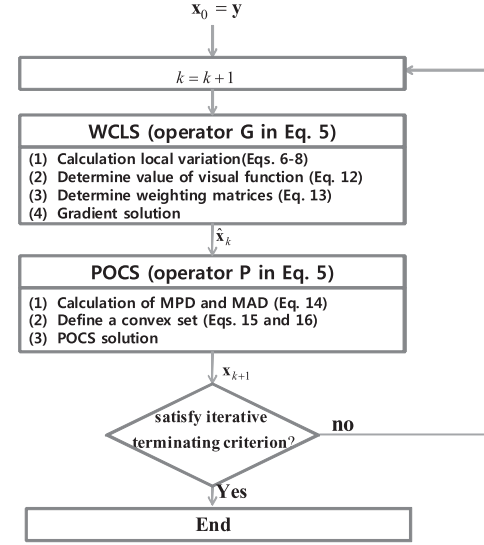 x₀ = y
k = k + 1
WCLS (operator G in Eq. 5)
(1) Calculation local variation(Eqs. 6-8)
(2) Determine value of visual function (Eq. 12)
(3) Determine weighting matrices (Eq. 13)
(4) Gradient solution
x̂ₖ
POCS (operator P in Eq. 5)
(1) Calculation of MPD and MAD (Eq. 14)
(2) Define a convex set (Eqs. 15 and 16)
(3) POCS solution
xₖ₊₁
satisfy iterative
terminating criterion?
no
Yes
End